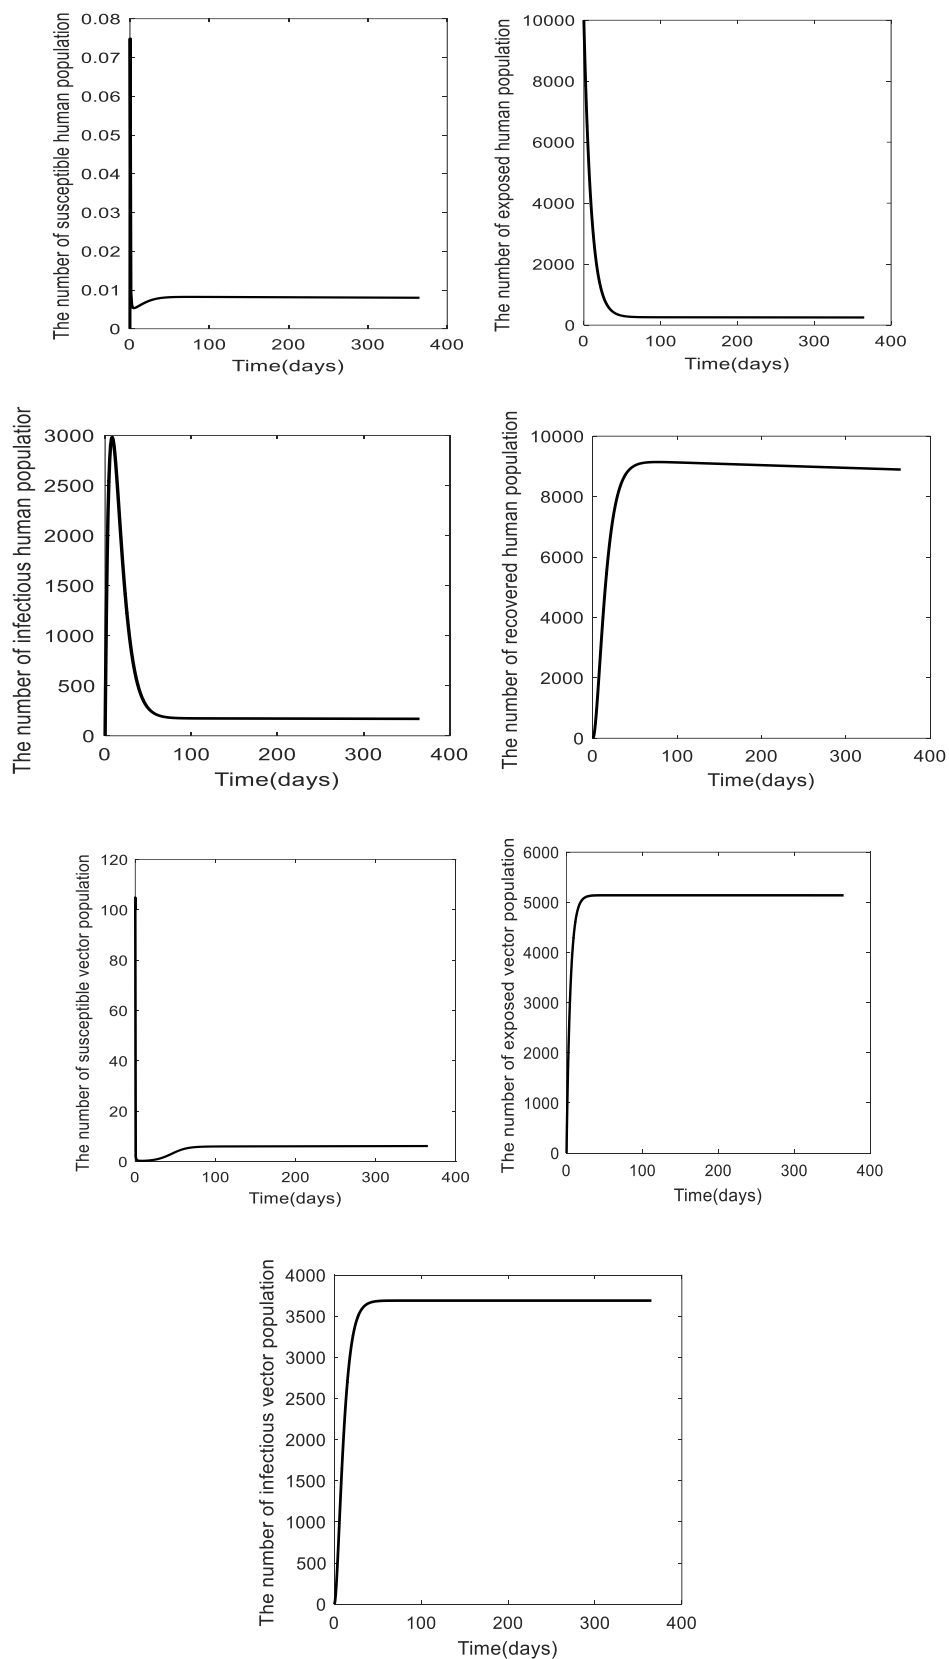 The number of susceptible human population
0.08
0.07
0.06
0.05
0.04
0.03
0.02
0.01
0
0 100 200 300 400
Time(days)
The number of exposed human population
10000
8000
6000
4000
2000
0
0 100 200 300 400
Time(days)
The number of infectious human populatior
3000
2500
2000
1500
1000
500
0
0 100 200 300 400
Time(days)
The number of recovered human population
10000
8000
6000
4000
2000
0
0 100 200 300 400
Time(days)
The number of susceptible vector population
120
100
80
60
40
20
0
0 100 200 300 400
Time(days)
The number of exposed vector population
6000
5000
4000
3000
2000
1000
0
0 100 200 300 400
Time(days)
The number of infectious vector population
4000
3500
3000
2500
2000
1500
1000
500
0
0 100 200 300 400
Time(days)